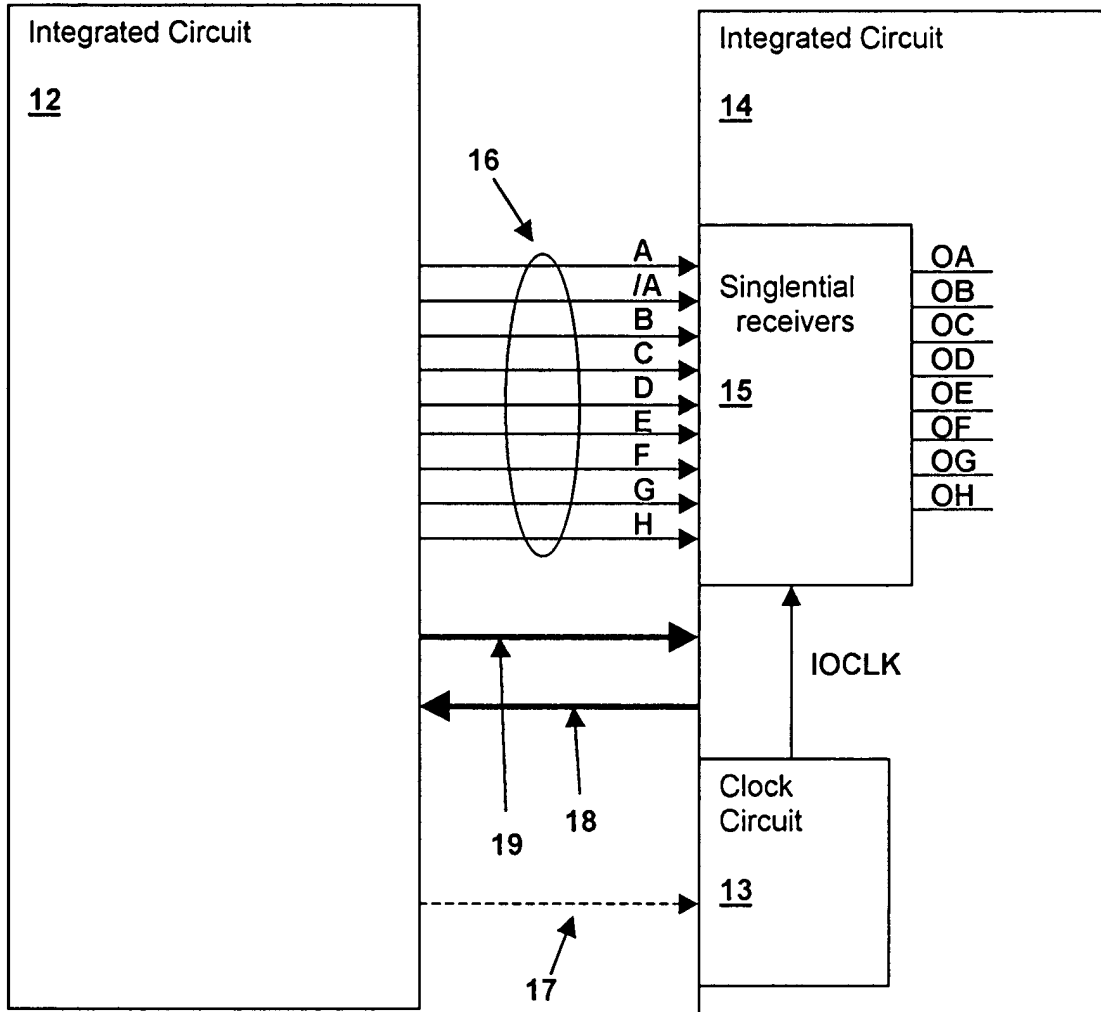 Integrated Circuit
12
Integrated Circuit
14
16
A
/A
B
C
D
E
F
G
H
Singlential
receivers
15
OA
OB
OC
OD
OE
OF
OG
OH
IOCLK
19
18
Clock
Circuit
13
17